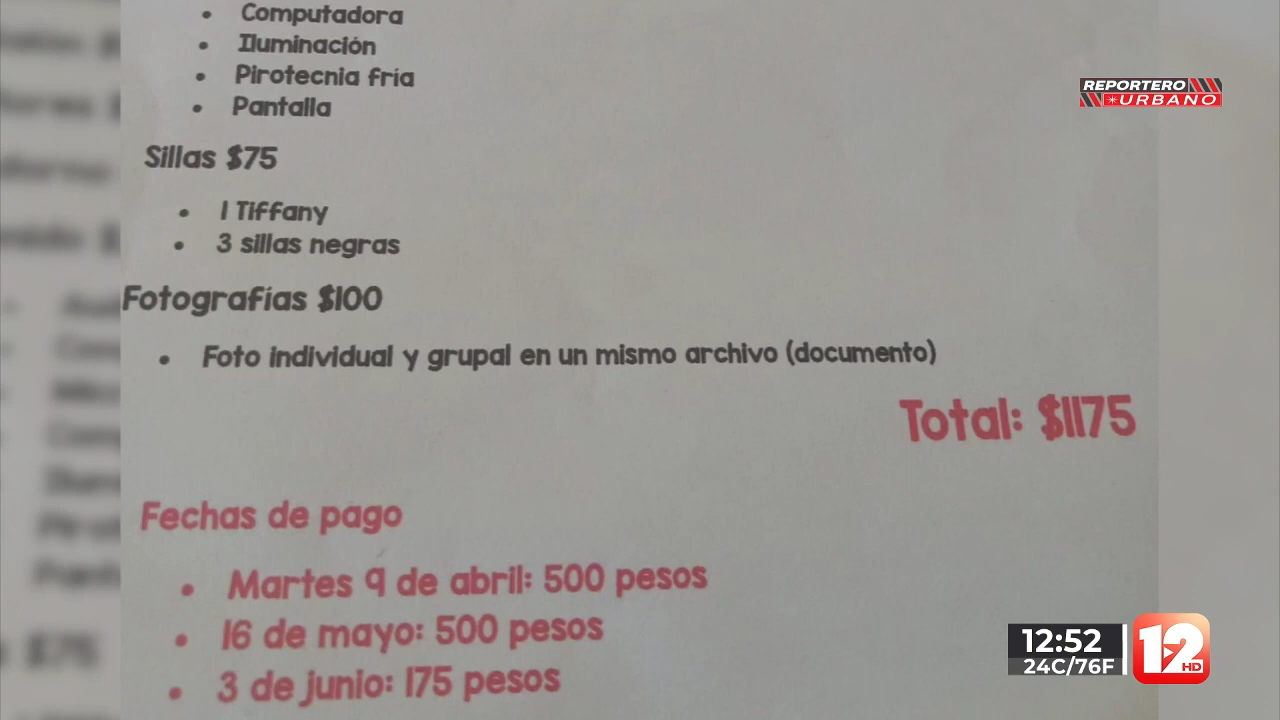 Computadora
Iluminación
Pirotecnia fría
Pantalla
REPORTERO
URBANO
Sillas $75
1 Tiffany
3 sillas negras
Fotografías $100
Foto individual y grupal en un mismo archivo (documento)
Total: $1175
Fechas de pago
Martes 9 de abril: 500 pesos
16 de mayo: 500 pesos
3 de junio: 175 pesos
12:52
24C/76F
12
HD
$75